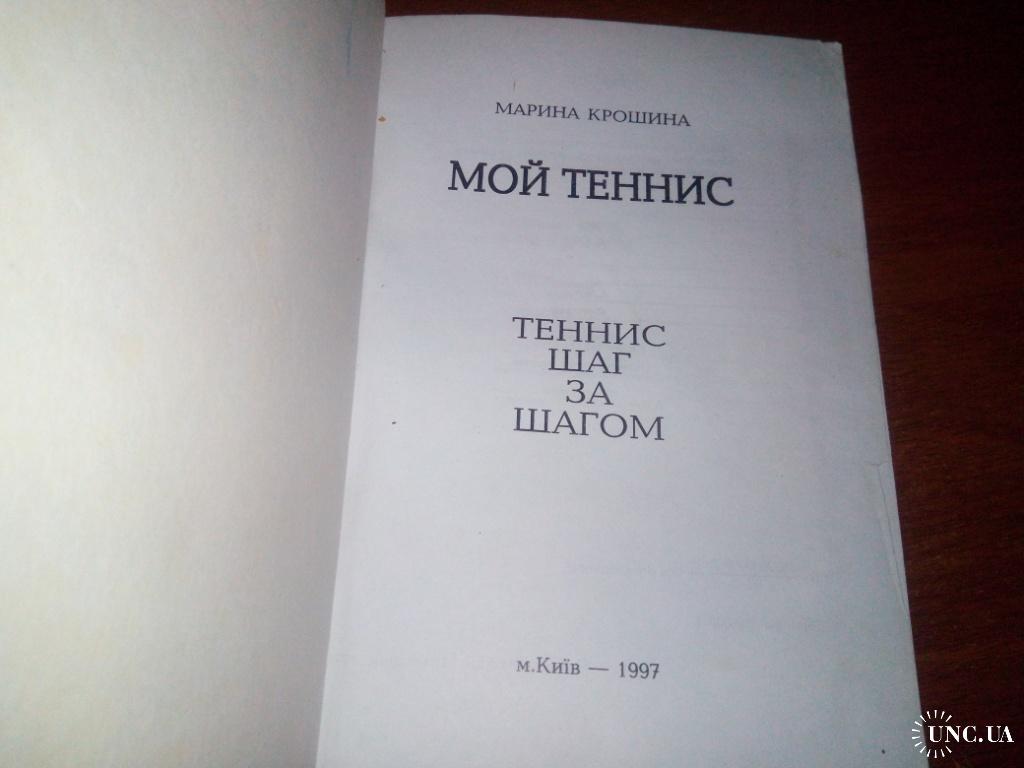 МАРИНА КРОШИНА
МОЙ ТЕННИС
ТЕННИС
ШАГ
ЗА
ШАГОМ
м.Київ — 1997
UNC.UA